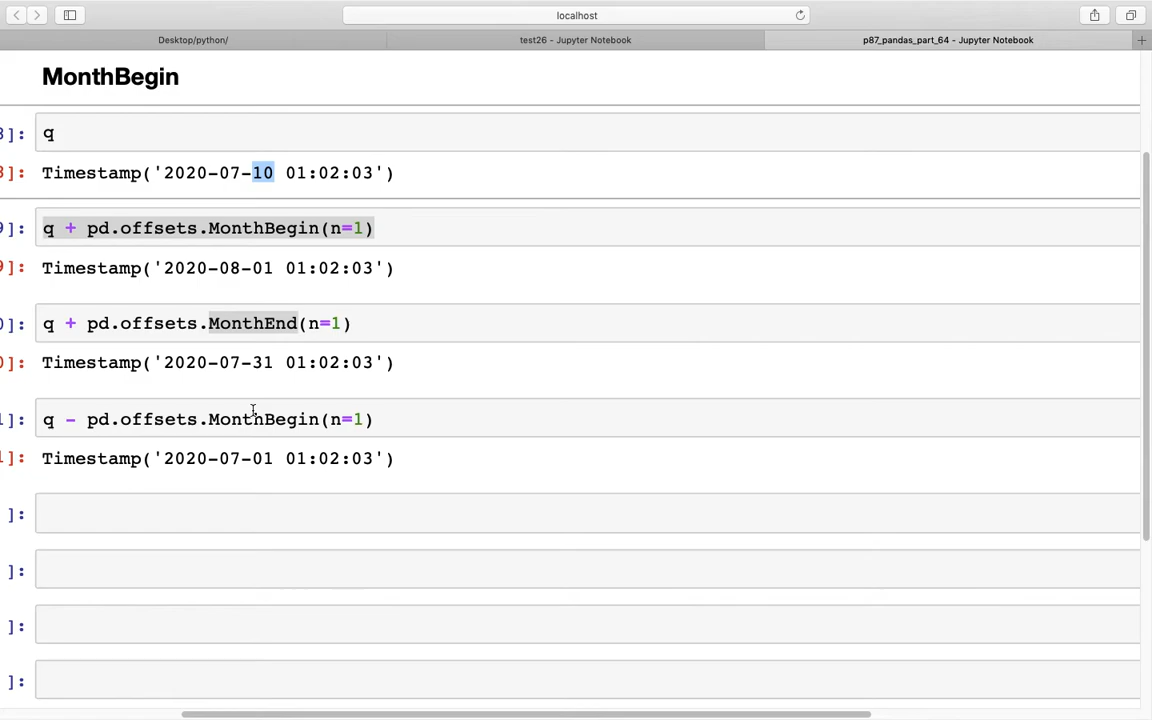 localhost
Desktop/python/
test26 - Jupyter Notebook
p87_pandas_part_64 - Jupyter Notebook
MonthBegin
]: q
]: Timestamp('2020-07-10 01:02:03')
]: q + pd.offsets.MonthBegin(n=1)
]: Timestamp('2020-08-01 01:02:03')
]: q + pd.offsets.MonthEnd(n=1)
]: Timestamp('2020-07-31 01:02:03')
]: q - pd.offsets.MonthBegin(n=1)
]: Timestamp('2020-07-01 01:02:03')
]:
]:
]:
]: